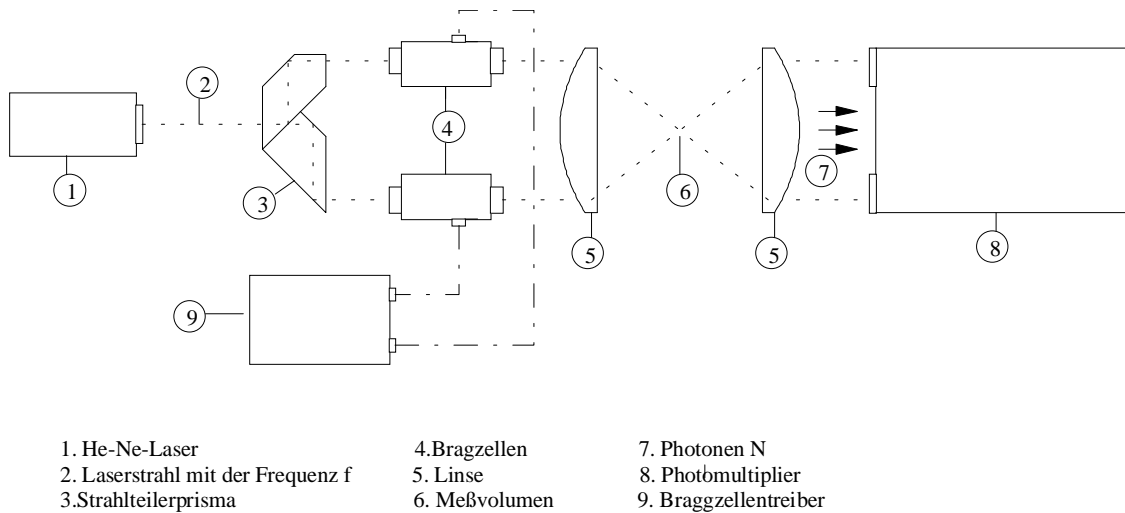 2
4
1
3
6
7
5
5
8
9
1. He-Ne-Laser
4.Bragzellen
7. Photonen N
2. Laserstrahl mit der Frequenz f
5. Linse
8. Photomultiplier
3.Strahlteilerprisma
6. Meßvolumen
9. Braggzellentreiber